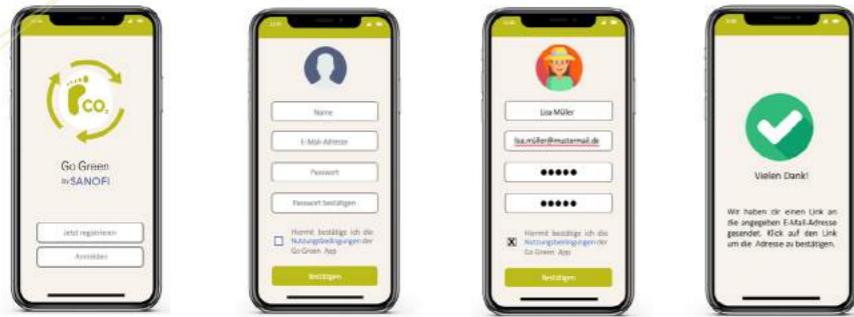 CO₂
Go Green
by SANOFI
Jetzt registrieren
Anmelden
Name
E-Mail-Adresse
Passwort
Passwort bestätigen
Hiermit bestätige ich die
Nutzungsbedingungen der
Go Green App
Bestätigen
Lisa Müller
lisa.müller@mustermail.de
Hiermit bestätige ich die
Nutzungsbedingungen der
Go Green App
Bestätigen
Vielen Dank!
Wir haben dir einen Link an
die angegeben E-Mail-Adresse
gesendet. Klick auf den Link
um die Adresse zu bestätigen.